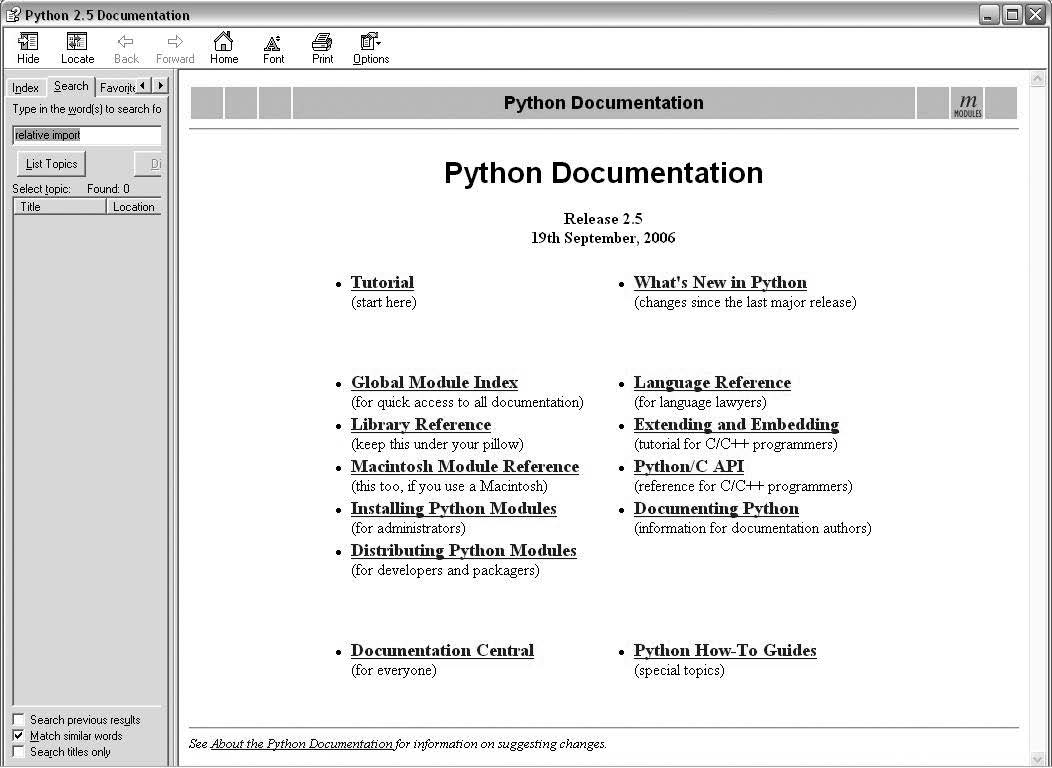 Python 2.5 Documentation
Hide Locate Back Forward Home Font Print Options
Index Search Favorite
Type in the word(s) to search fo
relative import
List Topics Di
Select topic: Found: 0
Title Location
Search previous results
Match similar words
Search titles only
Python Documentation
m
MODULES
Python Documentation
Release 2.5
19th September, 2006
Tutorial
(start here)
What's New in Python
(changes since the last major release)
Global Module Index
(for quick access to all documentation)
Library Reference
(keep this under your pillow)
Macintosh Module Reference
(this too, if you use a Macintosh)
Installing Python Modules
(for administrators)
Distributing Python Modules
(for developers and packagers)
Language Reference
(for language lawyers)
Extending and Embedding
(tutorial for C/C++ programmers)
Python/C API
(reference for C/C++ programmers)
Documenting Python
(information for documentation authors)
Documentation Central
(for everyone)
Python How-To Guides
(special topics)
See About the Python Documentation for information on suggesting changes.